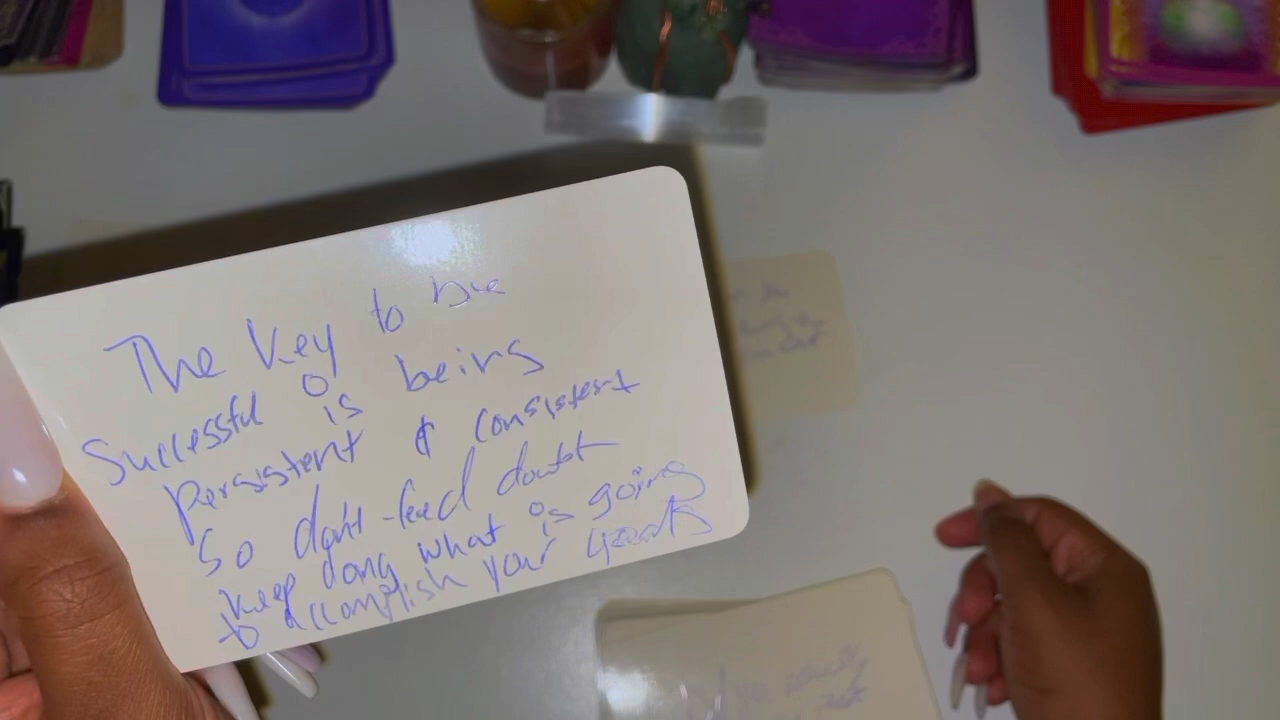 The Key to be
Successful is being
persistent & consistent
So don't feed doubt
keep doing what is going
to accomplish your goals